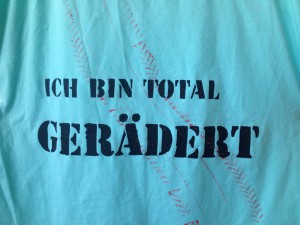 ICH BIN TOTAL
GERÄDERT